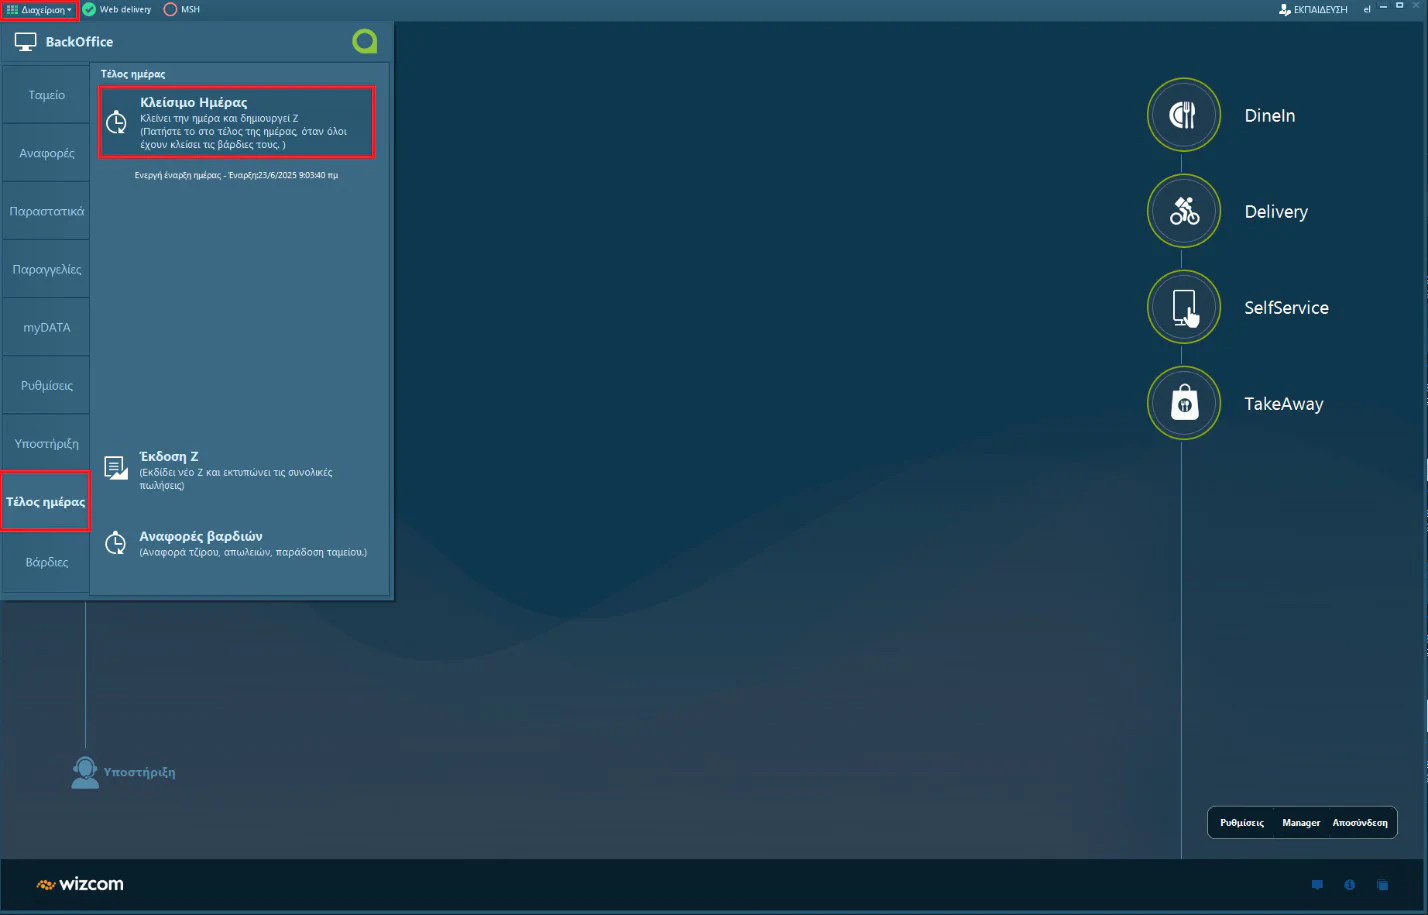 Διαχείριση
Web delivery
MSH
ΕΚΠΑΙΔΕΥΣΗ
el
BackOffice
Ταμείο
Αναφορές
Παραστατικά
Παραγγελίες
myDATA
Ρυθμίσεις
Υποστήριξη
Τέλος ημέρας
Βάρδιες
Τέλος ημέρας
Κλείσιμο Ημέρας
Κλείνει την ημέρα και δημιουργεί Ζ
(Πατήστε το στο τέλος της ημέρας, όταν όλοι
έχουν κλείσει τις βάρδιες τους. )
Ενεργή έναρξη ημέρας - Έναρξη:23/6/2025 9:03:40 πμ
Έκδοση Ζ
(Εκδίδει νέο Ζ και εκτυπώνει τις συνολικές
πωλήσεις)
Αναφορές βαρδιών
(Αναφορά τζίρου, απωλειών, παράδοση ταμείου.)
DineIn
Delivery
SelfService
TakeAway
Υποστήριξη
Ρυθμίσεις
Manager
Αποσύνδεση
wizcom